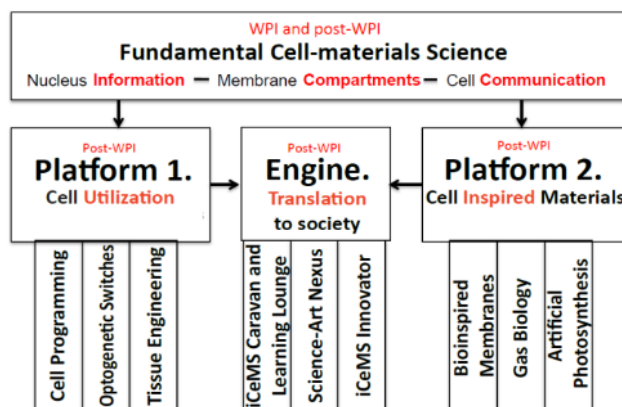 WPI and post-WPI
Fundamental Cell-materials Science
Nucleus Information — Membrane Compartments — Cell Communication
Post-WPI
Platform 1.
Cell Utilization
Post-WPI
Engine.
Translation
to society
Post-WPI
Platform 2.
Cell Inspired Materials
Cell Programming
Optogenetic Switches
Tissue Engineering
iCeMS Caravan and
Learning Lounge
Science-Art Nexus
iCeMS Innovator
Bioinspired
Membranes
Gas Biology
Artificial
Photosynthesis